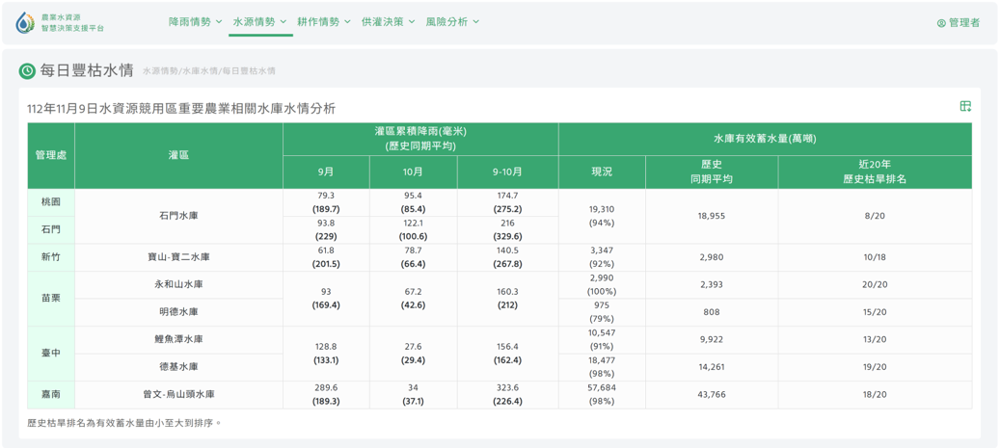 農業水資源
智慧決策支援平台
降雨情勢 水源情勢 耕作情勢 供灌決策 風險分析
管理者
每日豐枯水情 水源情勢/水庫水情/每日豐枯水情
112年11月9日水資源競用區重要農業相關水庫水情分析
管理處 灌區 灌區累積降雨(毫米)
(歷史同期平均) 水庫有效蓄水量(萬噸)
9月 10月 9-10月 現況 歷史
同期平均 近20年
歷史枯旱排名
桃園 石門水庫 79.3
(189.7) 95.4
(85.4) 174.7
(275.2) 19,310
(94%) 18,955 8/20
石門 93.8
(229) 122.1
(100.6) 216
(329.6)
新竹 寶山-寶二水庫 61.8
(201.5) 78.7
(66.4) 140.5
(267.8) 3,347
(92%) 2,980 10/18
苗栗 永和山水庫 93
(169.4) 67.2
(42.6) 160.3
(212) 2,990
(100%) 2,393 20/20
明德水庫 975
(79%) 808 15/20
臺中 鯉魚潭水庫 128.8
(133.1) 27.6
(29.4) 156.4
(162.4) 10,547
(91%) 9,922 13/20
德基水庫 18,477
(98%) 14,261 19/20
嘉南 曾文-烏山頭水庫 289.6
(189.3) 34
(37.1) 323.6
(226.4) 57,684
(98%) 43,766 18/20
歷史枯旱排名為有效蓄水量由小至大到排序。